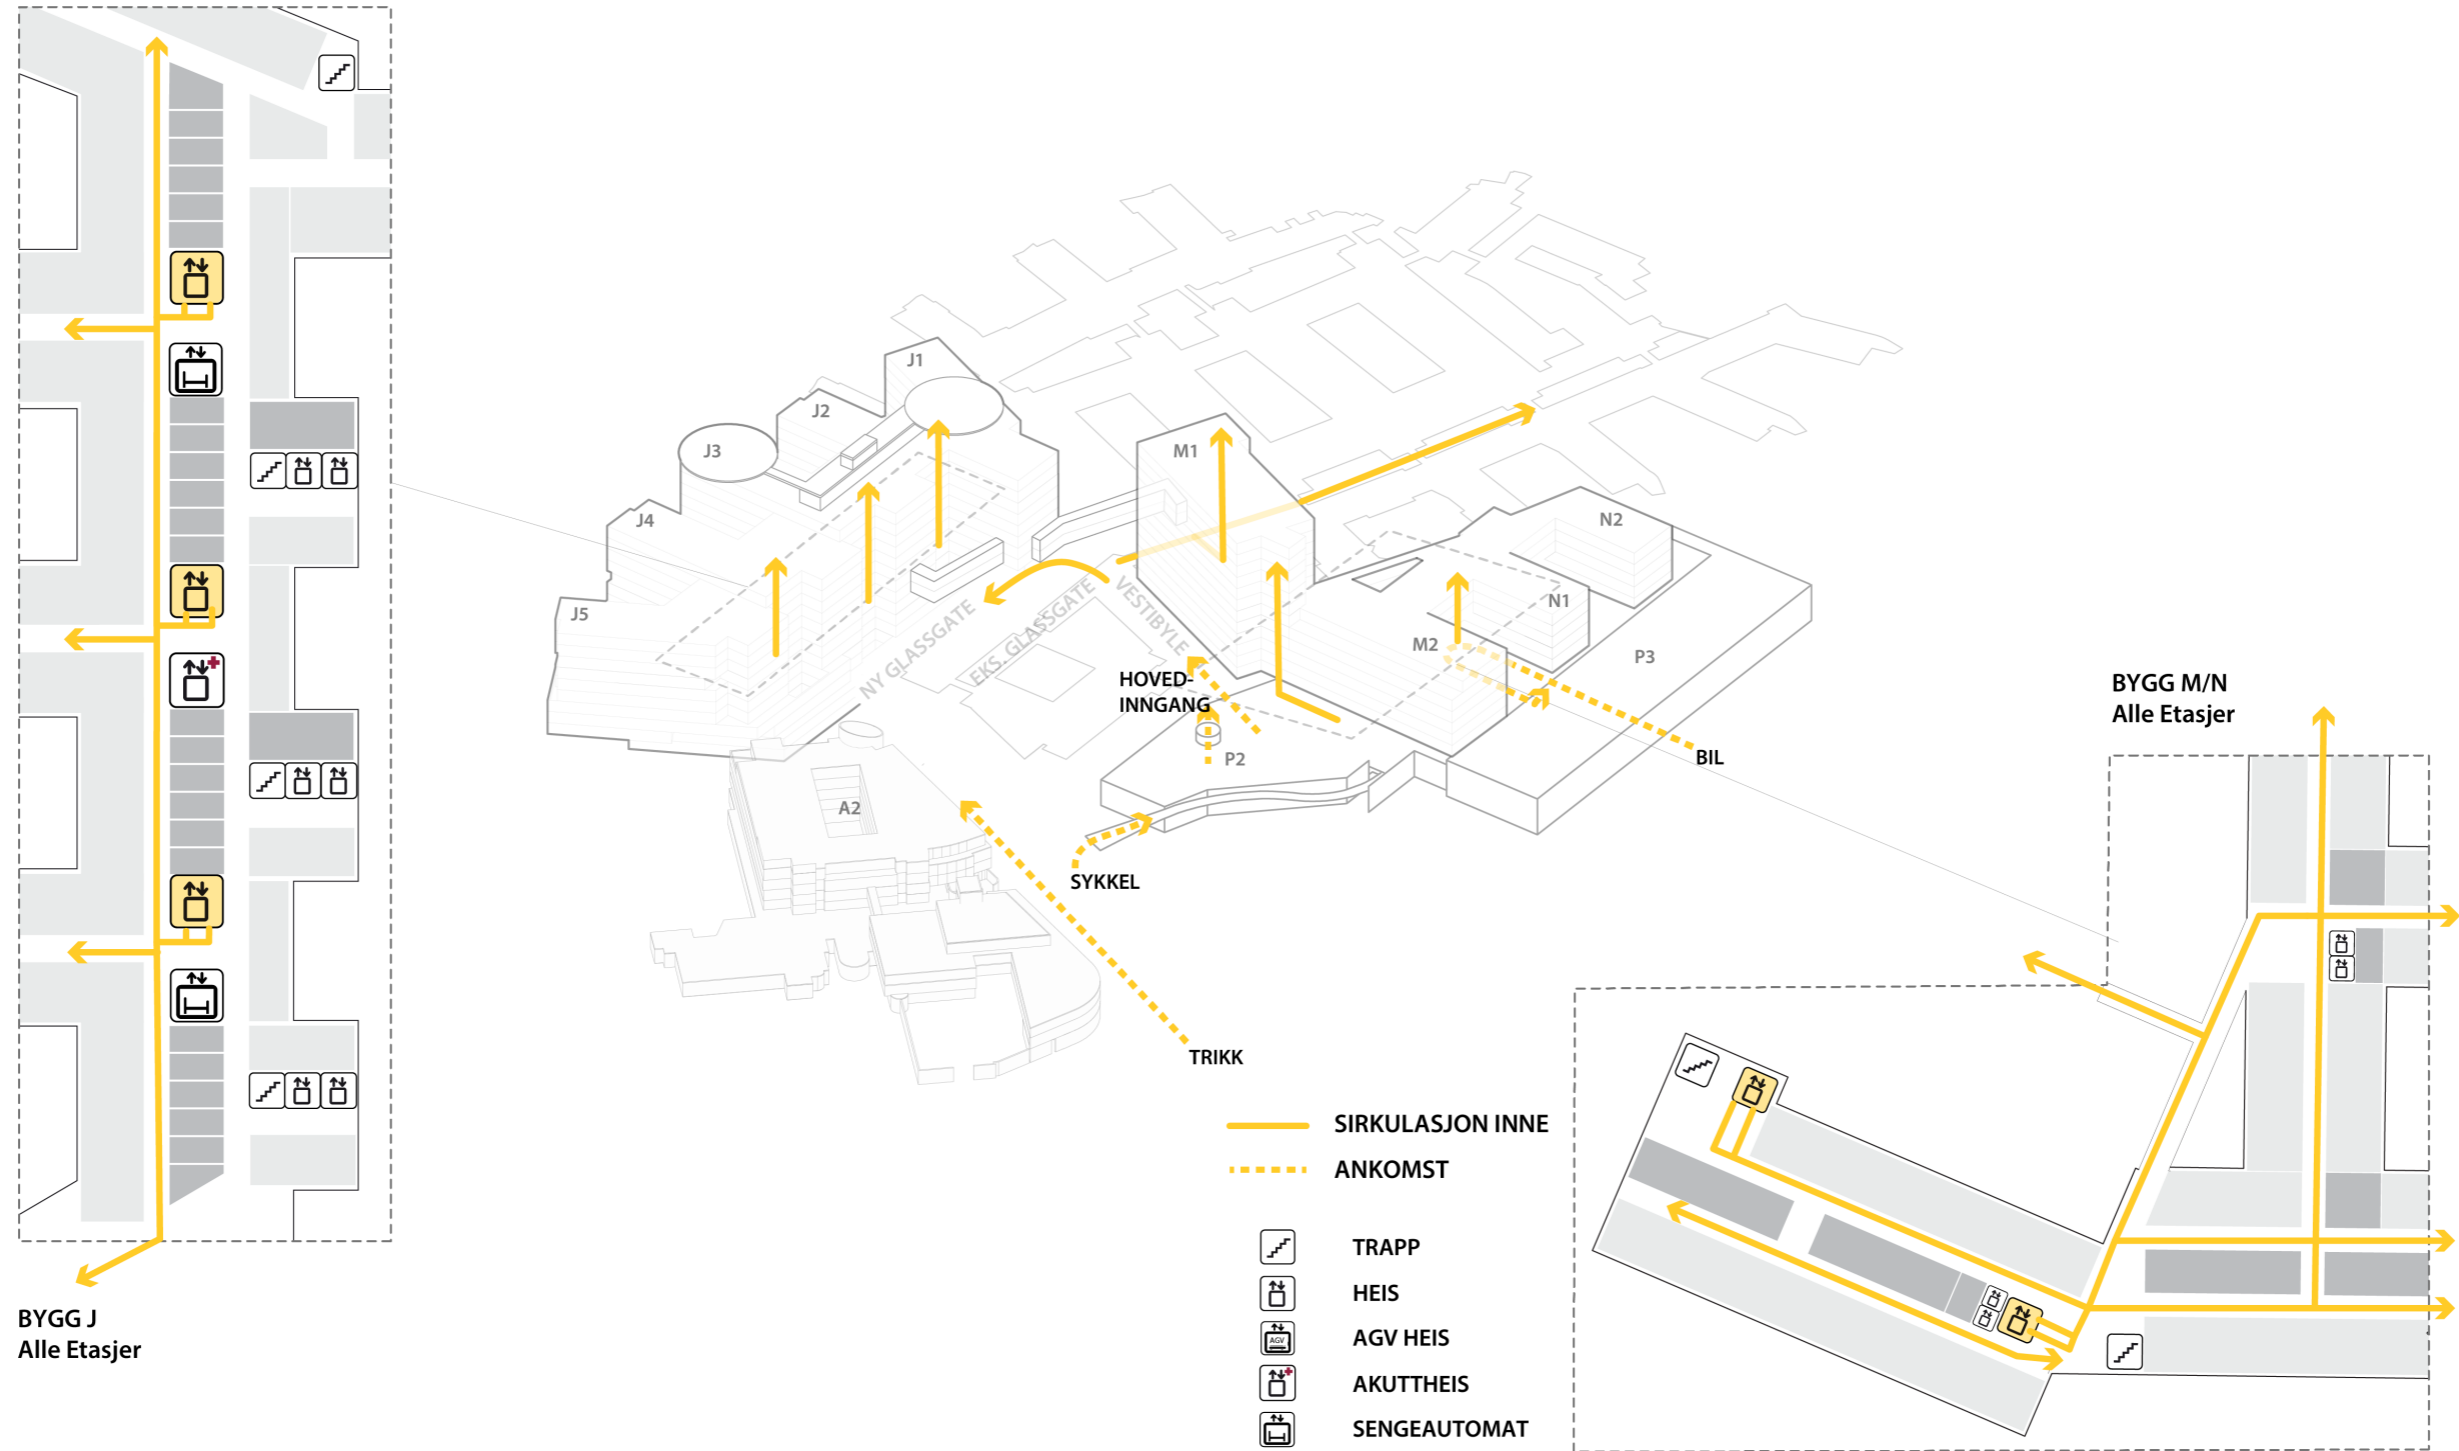 J1
J2
J3
J4
J5
M1
M2
N1
N2
P3
NY GLASSGATE
EKS. GLASSGATE
VESTIBYLE
HOVED-
INNGANG
P2
A2
BIL
SYKKEL
TRIKK
BYGG M/N
Alle Etasjer
BYGG J
Alle Etasjer
SIRKULASJON INNE
ANKOMST
TRAPP
HEIS
AGV
AGV HEIS
AKUTTHEIS
SENGEAUTOMAT